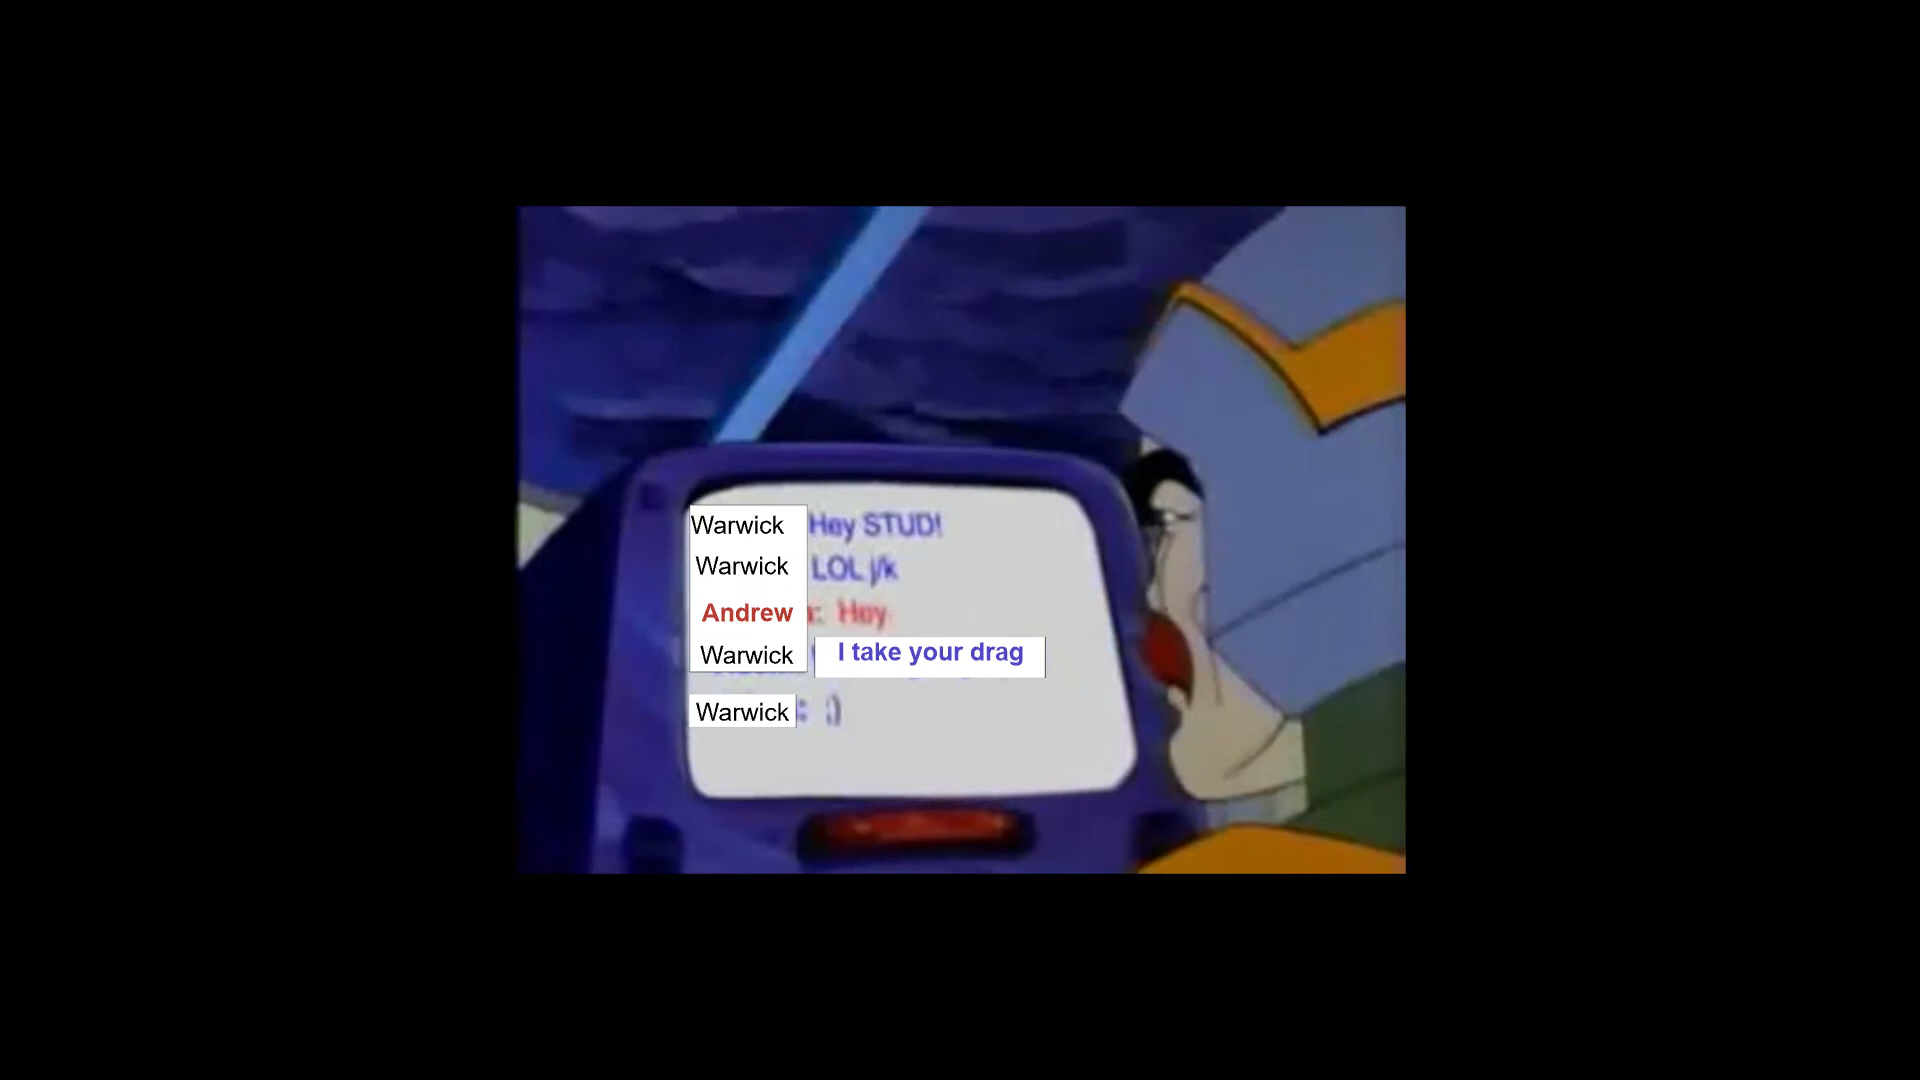 Warwick Hey STUD!
Warwick LOL j/k
Andrew : Hey
Warwick I take your drag
Warwick : ;)